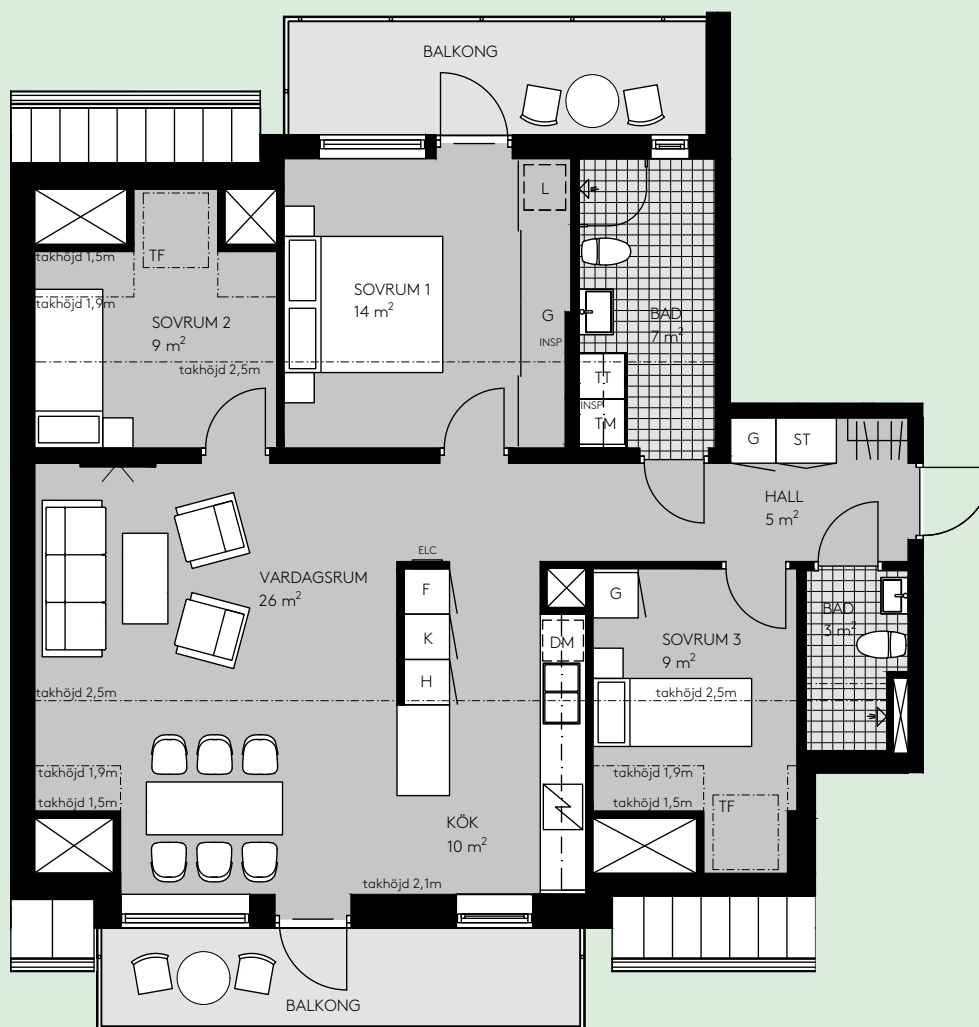 BALKONG
L
TF
takhöjd 1,5m
takhöjd 1,9m
SOVRUM 2
9 m²
takhöjd 2,5m
SOVRUM 1
14 m²
G
INSP
BAD
7 m²
TT
INSP
TM
G
ST
HALL
5 m²
ELC
VARDAGSRUM
26 m²
F
K
H
DM
G
SOVRUM 3
9 m²
BAD
3 m²
takhöjd 2,5m
takhöjd 2,5m
takhöjd 1,9m
takhöjd 1,5m
takhöjd 1,9m
takhöjd 1,5m
TF
KÖK
10 m²
takhöjd 2,1m
BALKONG